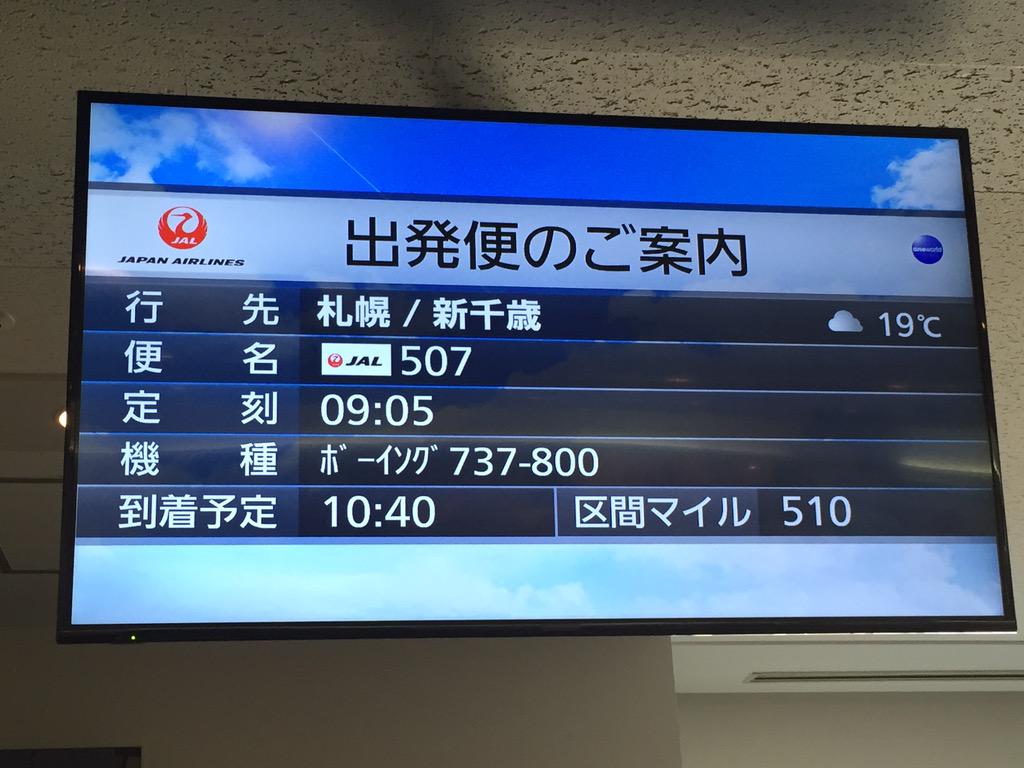 出発便のご案内
JAL
JAPAN AIRLINES
oneworld
行先 札幌 / 新千歳 19℃
便名 JAL 507
定刻 09:05
機種 ﾎﾞｰｲﾝｸﾞ 737-800
到着予定 10:40 区間マイル 510